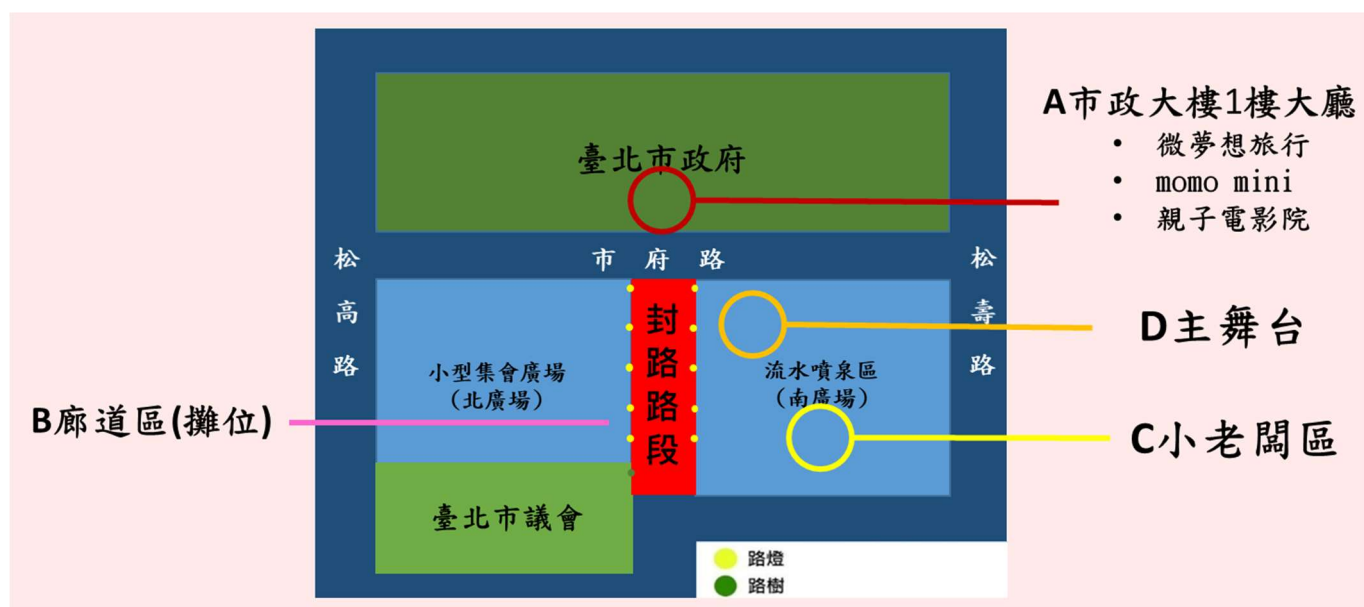 A市政大樓1樓大廳
• 微夢想旅行
• momo mini
• 親子電影院
臺北市政府
松高路
市府路
松壽路
封路路段
D主舞台
小型集會廣場
(北廣場)
流水噴泉區
(南廣場)
B廊道區(攤位)
C小老闆區
臺北市議會
路燈
路樹